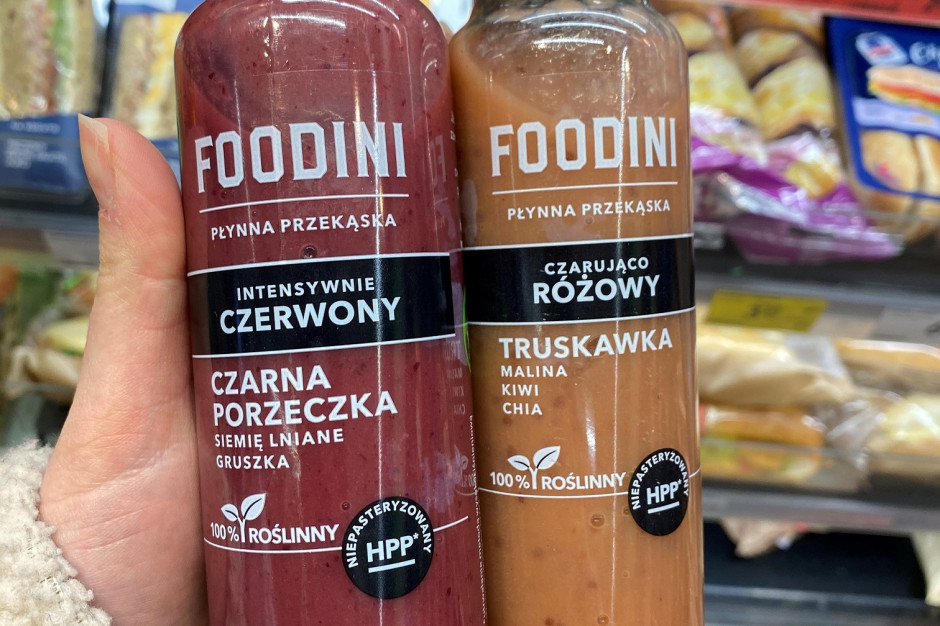 FOODINI
PŁYNNA PRZEKĄSKA
INTENSYWNIE
CZERWONY
CZARNA
PORZECZKA
SIEMIĘ LNIANE
GRUSZKA
100% ROŚLINNY
NIEPASTERYZOWANY
HPP*
FOODINI
PŁYNNA PRZEKĄSKA
CZARUJĄCO
RÓŻOWY
TRUSKAWKA
MALINA
KIWI
CHIA
100% ROŚLINNY
NIEPASTERYZOWANY
HPP*